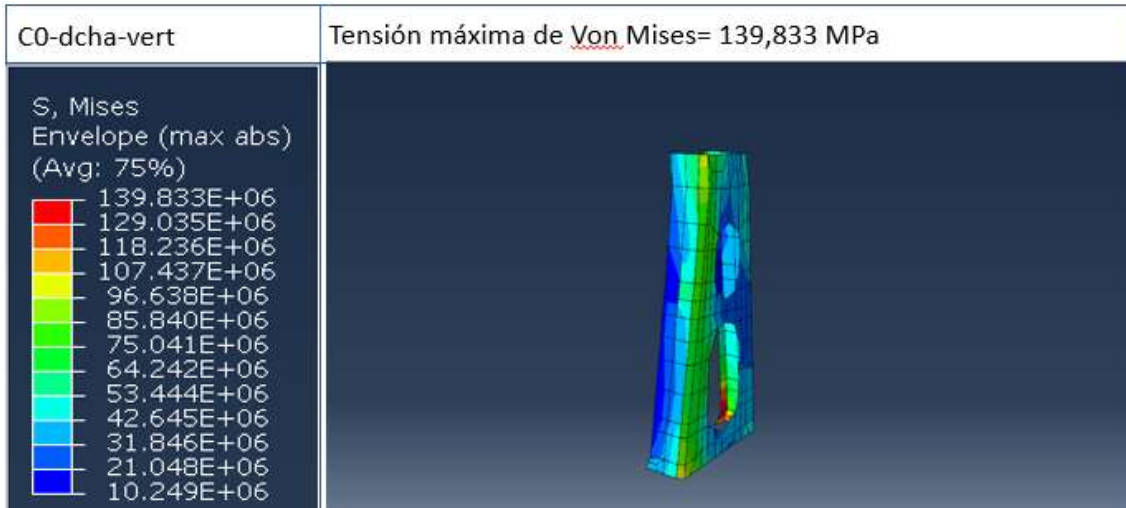 C0-dcha-vert
Tensión máxima de Von Mises= 139,833 MPa
S, Mises
Envelope (max abs)
(Avg: 75%)
139.833E+06
129.035E+06
118.236E+06
107.437E+06
96.638E+06
85.840E+06
75.041E+06
64.242E+06
53.444E+06
42.645E+06
31.846E+06
21.048E+06
10.249E+06